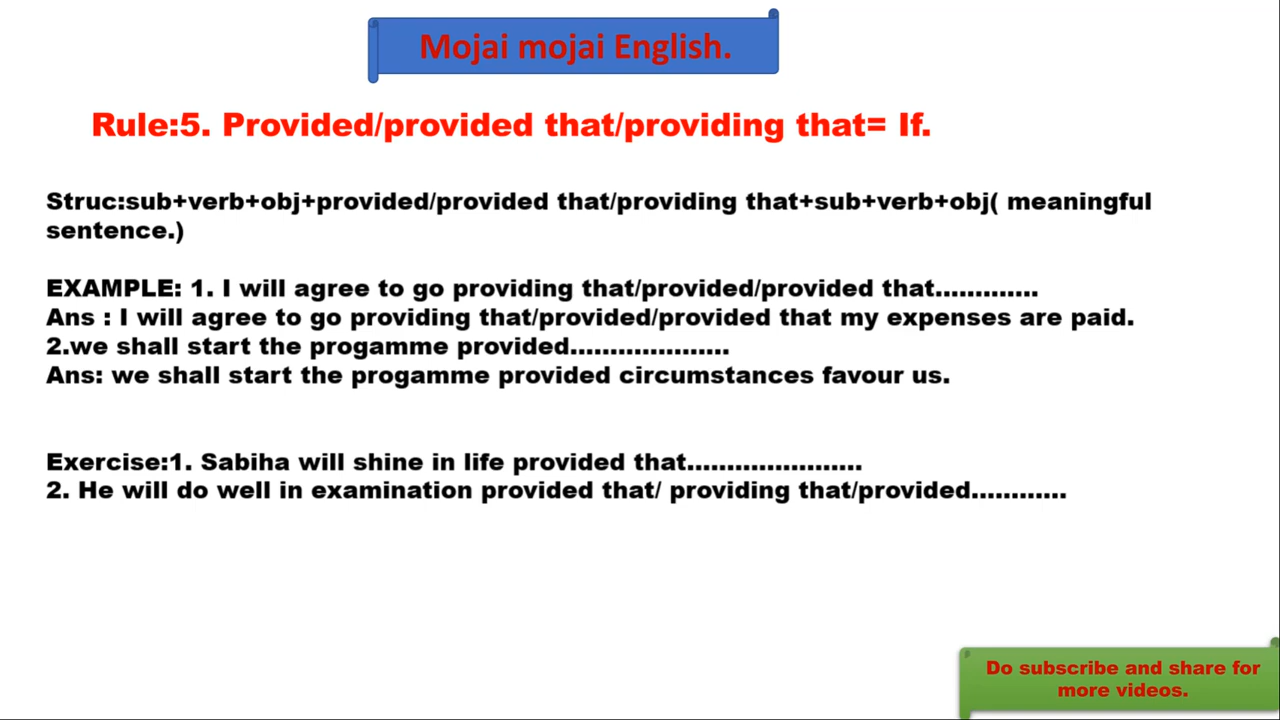 Mojai mojai English.
Rule:5. Provided/provided that/providing that= If.
Struc:sub+verb+obj+provided/provided that/providing that+sub+verb+obj( meaningful
sentence.)
EXAMPLE: 1. I will agree to go providing that/provided/provided that.............
Ans : I will agree to go providing that/provided/provided that my expenses are paid.
2.we shall start the progamme provided....................
Ans: we shall start the progamme provided circumstances favour us.
Exercise:1. Sabiha will shine in life provided that......................
2. He will do well in examination provided that/ providing that/provided............
Do subscribe and share for
more videos.